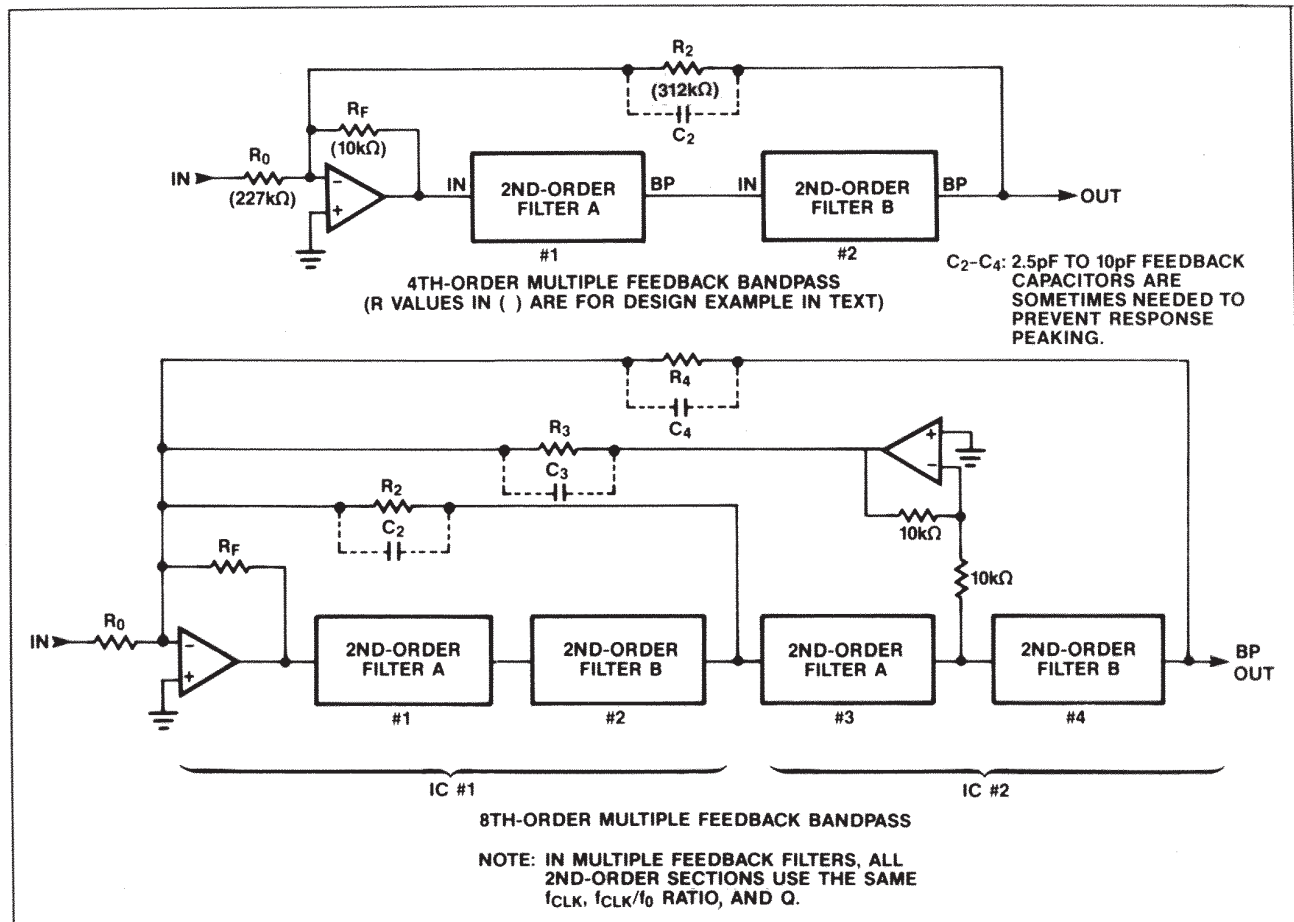 R2
(312kΩ)
C2
RF
(10kΩ)
R0
IN
(227kΩ)
−
+
IN
2ND-ORDER
FILTER A
BP
IN
2ND-ORDER
FILTER B
BP
OUT
#1
#2
4TH-ORDER MULTIPLE FEEDBACK BANDPASS
(R VALUES IN ( ) ARE FOR DESIGN EXAMPLE IN TEXT)
C2–C4: 2.5pF TO 10pF FEEDBACK
CAPACITORS ARE
SOMETIMES NEEDED TO
PREVENT RESPONSE
PEAKING.
R4
C4
R3
C3
+
−
R2
C2
10kΩ
RF
10kΩ
R0
IN
−
+
2ND-ORDER
FILTER A
2ND-ORDER
FILTER B
2ND-ORDER
FILTER A
2ND-ORDER
FILTER B
BP
OUT
#1
#2
#3
#4
IC #1
IC #2
8TH-ORDER MULTIPLE FEEDBACK BANDPASS
NOTE: IN MULTIPLE FEEDBACK FILTERS, ALL
2ND-ORDER SECTIONS USE THE SAME
fCLK, fCLK/f0 RATIO, AND Q.